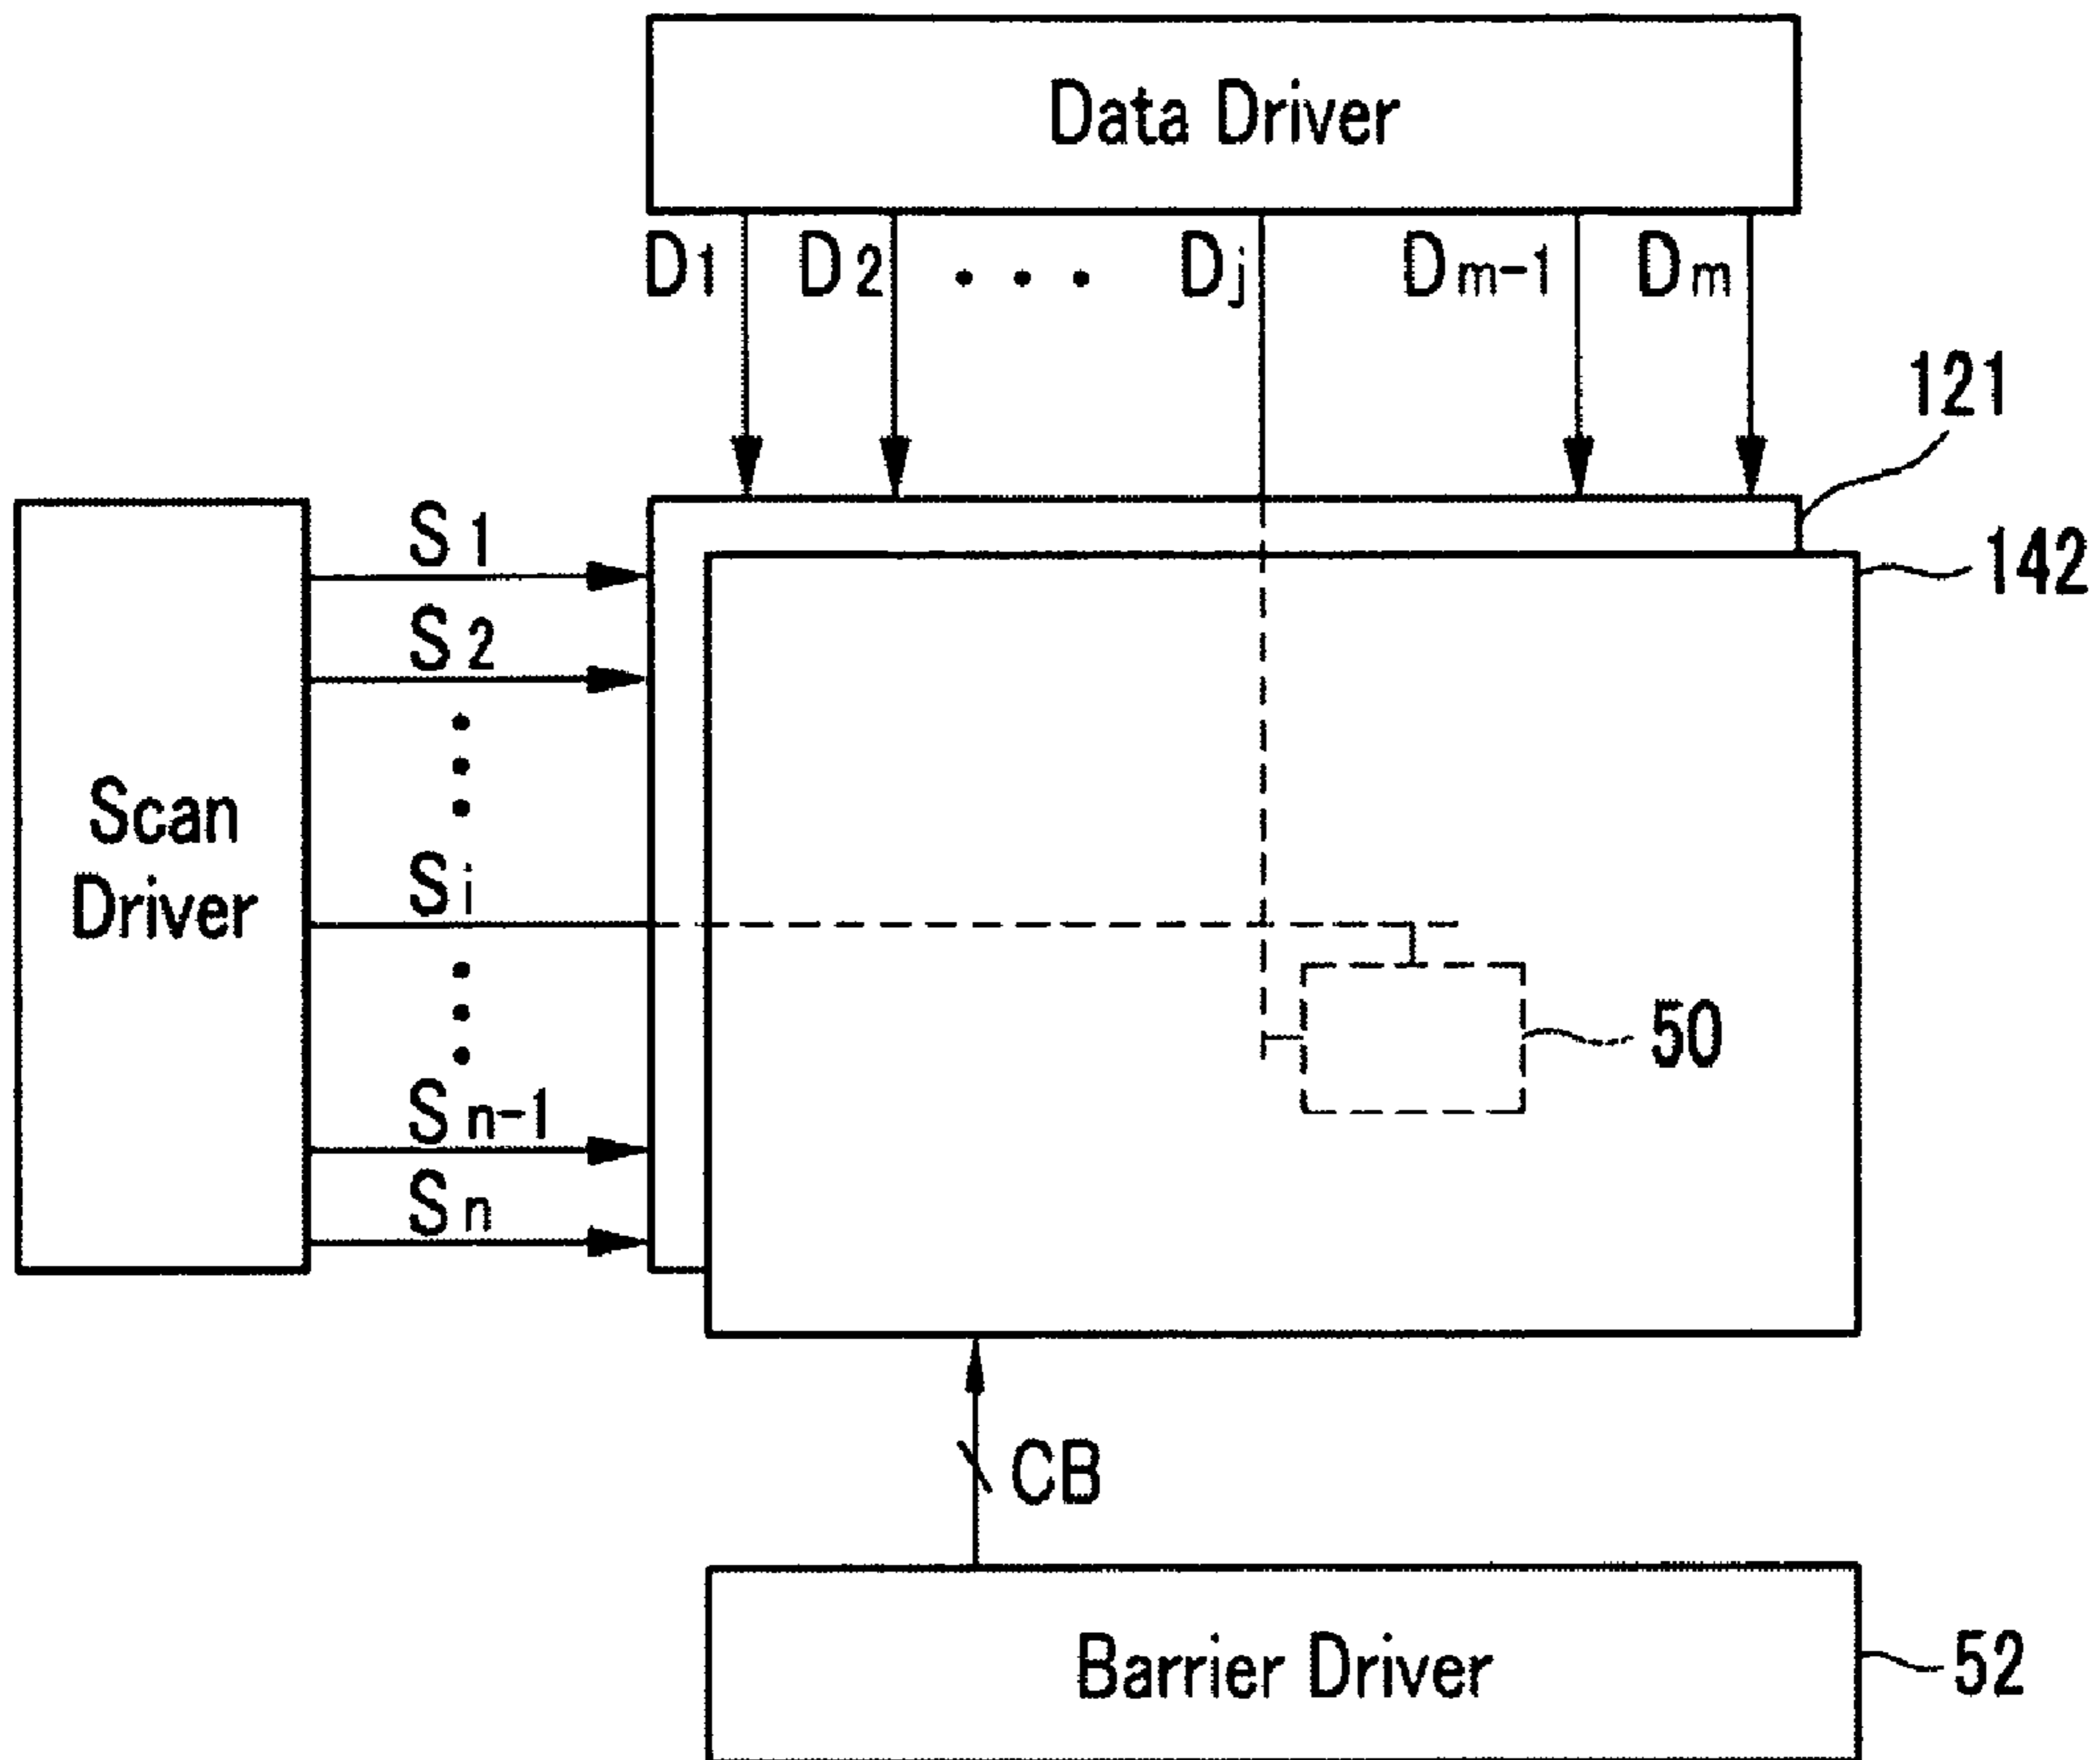 Data Driver
D1 D2 ... Dj Dm-1 Dm
121
142
S1
S2
Scan
Driver
Si
50
Sn-1
Sn
CB
Barrier Driver
52